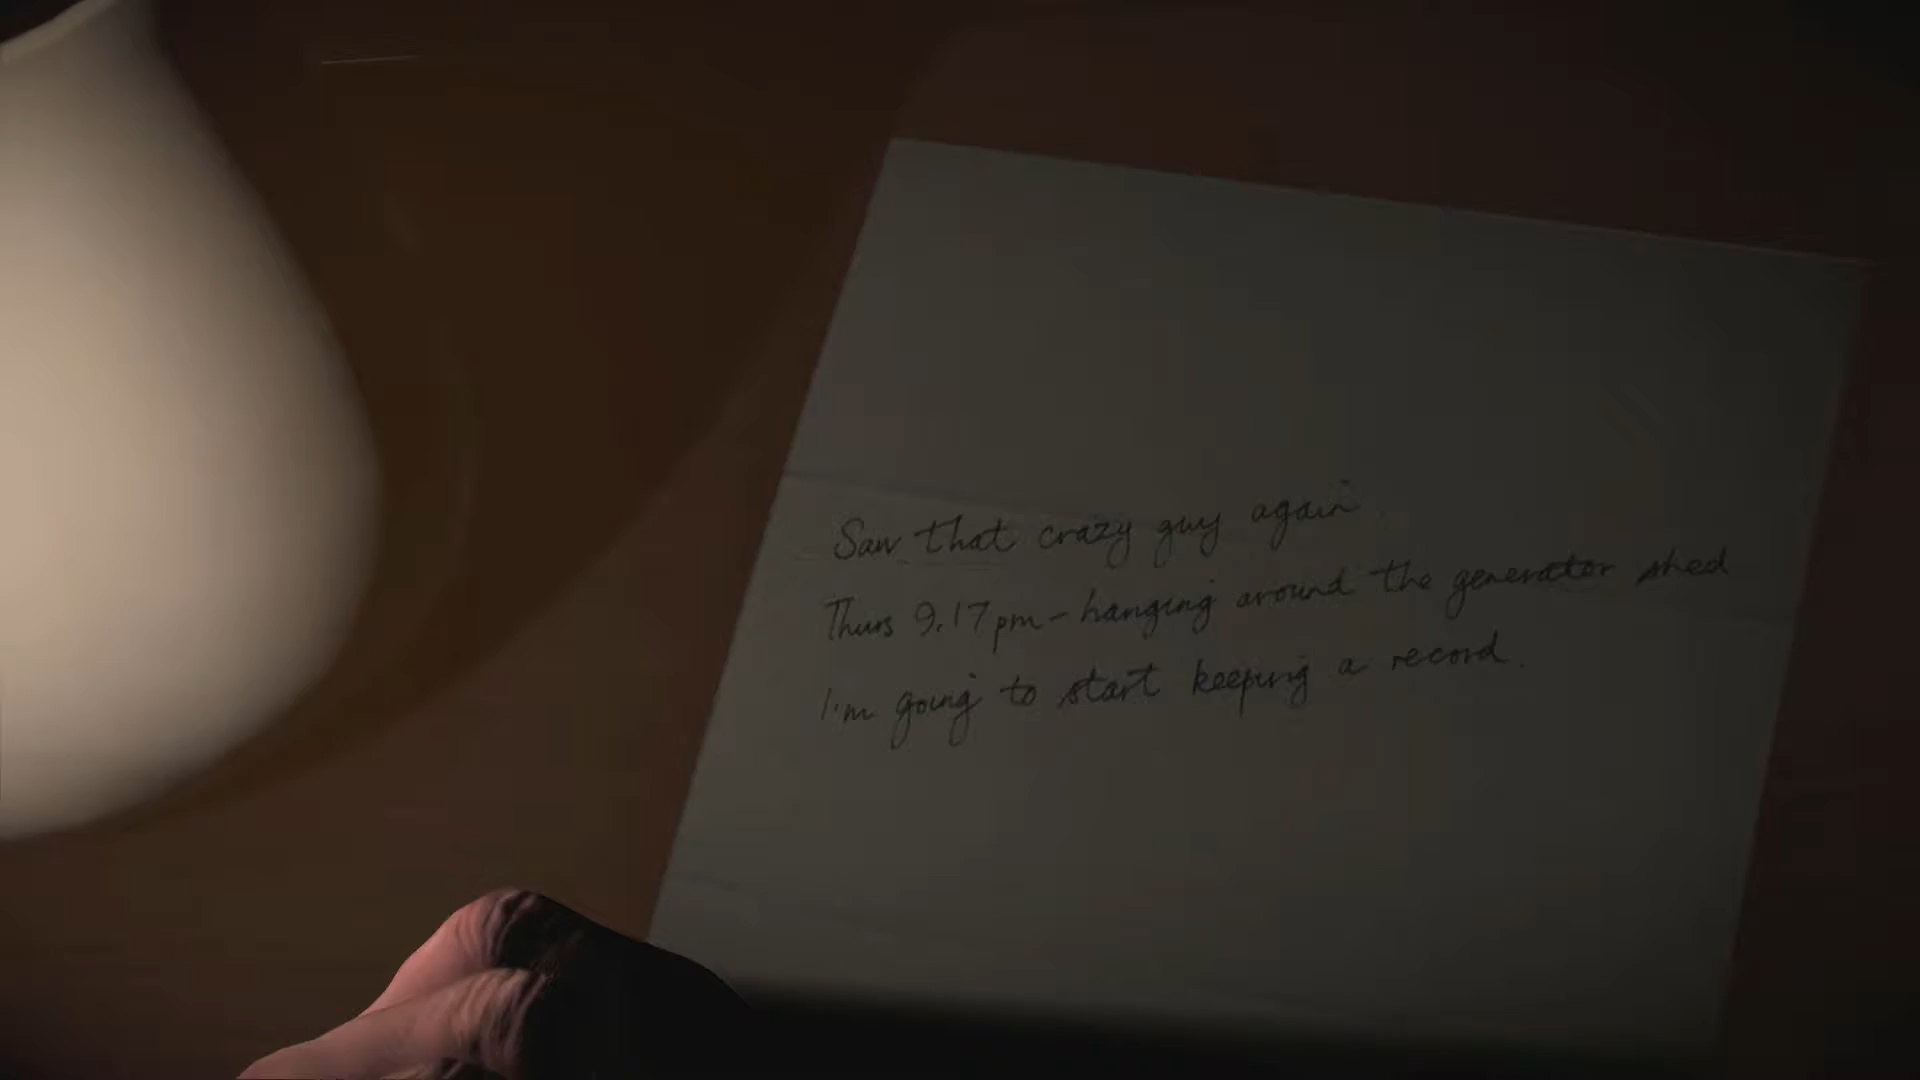 Saw that crazy guy again.
Thurs 9.17pm - hanging around the generator shed
I'm going to start keeping a record.